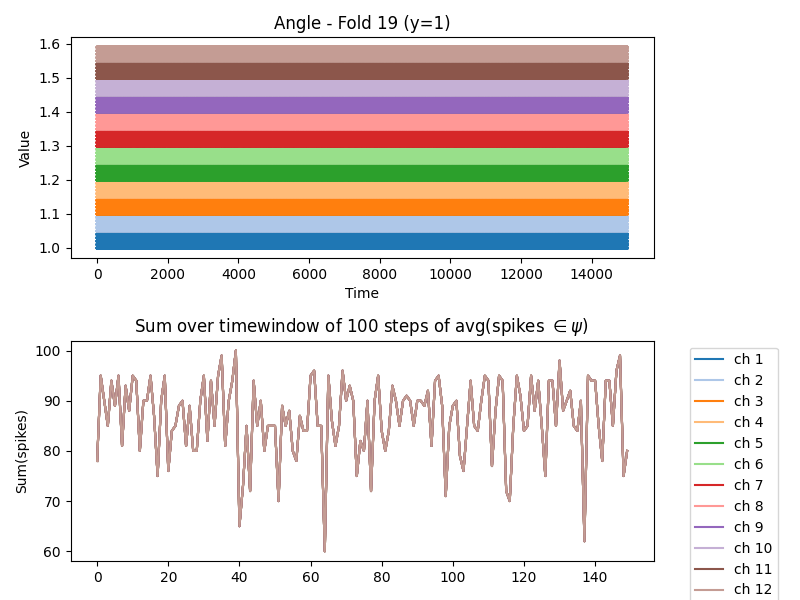 Angle - Fold 19 (y=1)
1.6
1.5
1.4
1.3
1.2
1.1
1.0
Value
0 2000 4000 6000 8000 10000 12000 14000
Time
Sum over timewindow of 100 steps of avg(spikes ∈ ψ)
100
90
80
70
60
Sum(spikes)
0 20 40 60 80 100 120 140
ch 1
ch 2
ch 3
ch 4
ch 5
ch 6
ch 7
ch 8
ch 9
ch 10
ch 11
ch 12